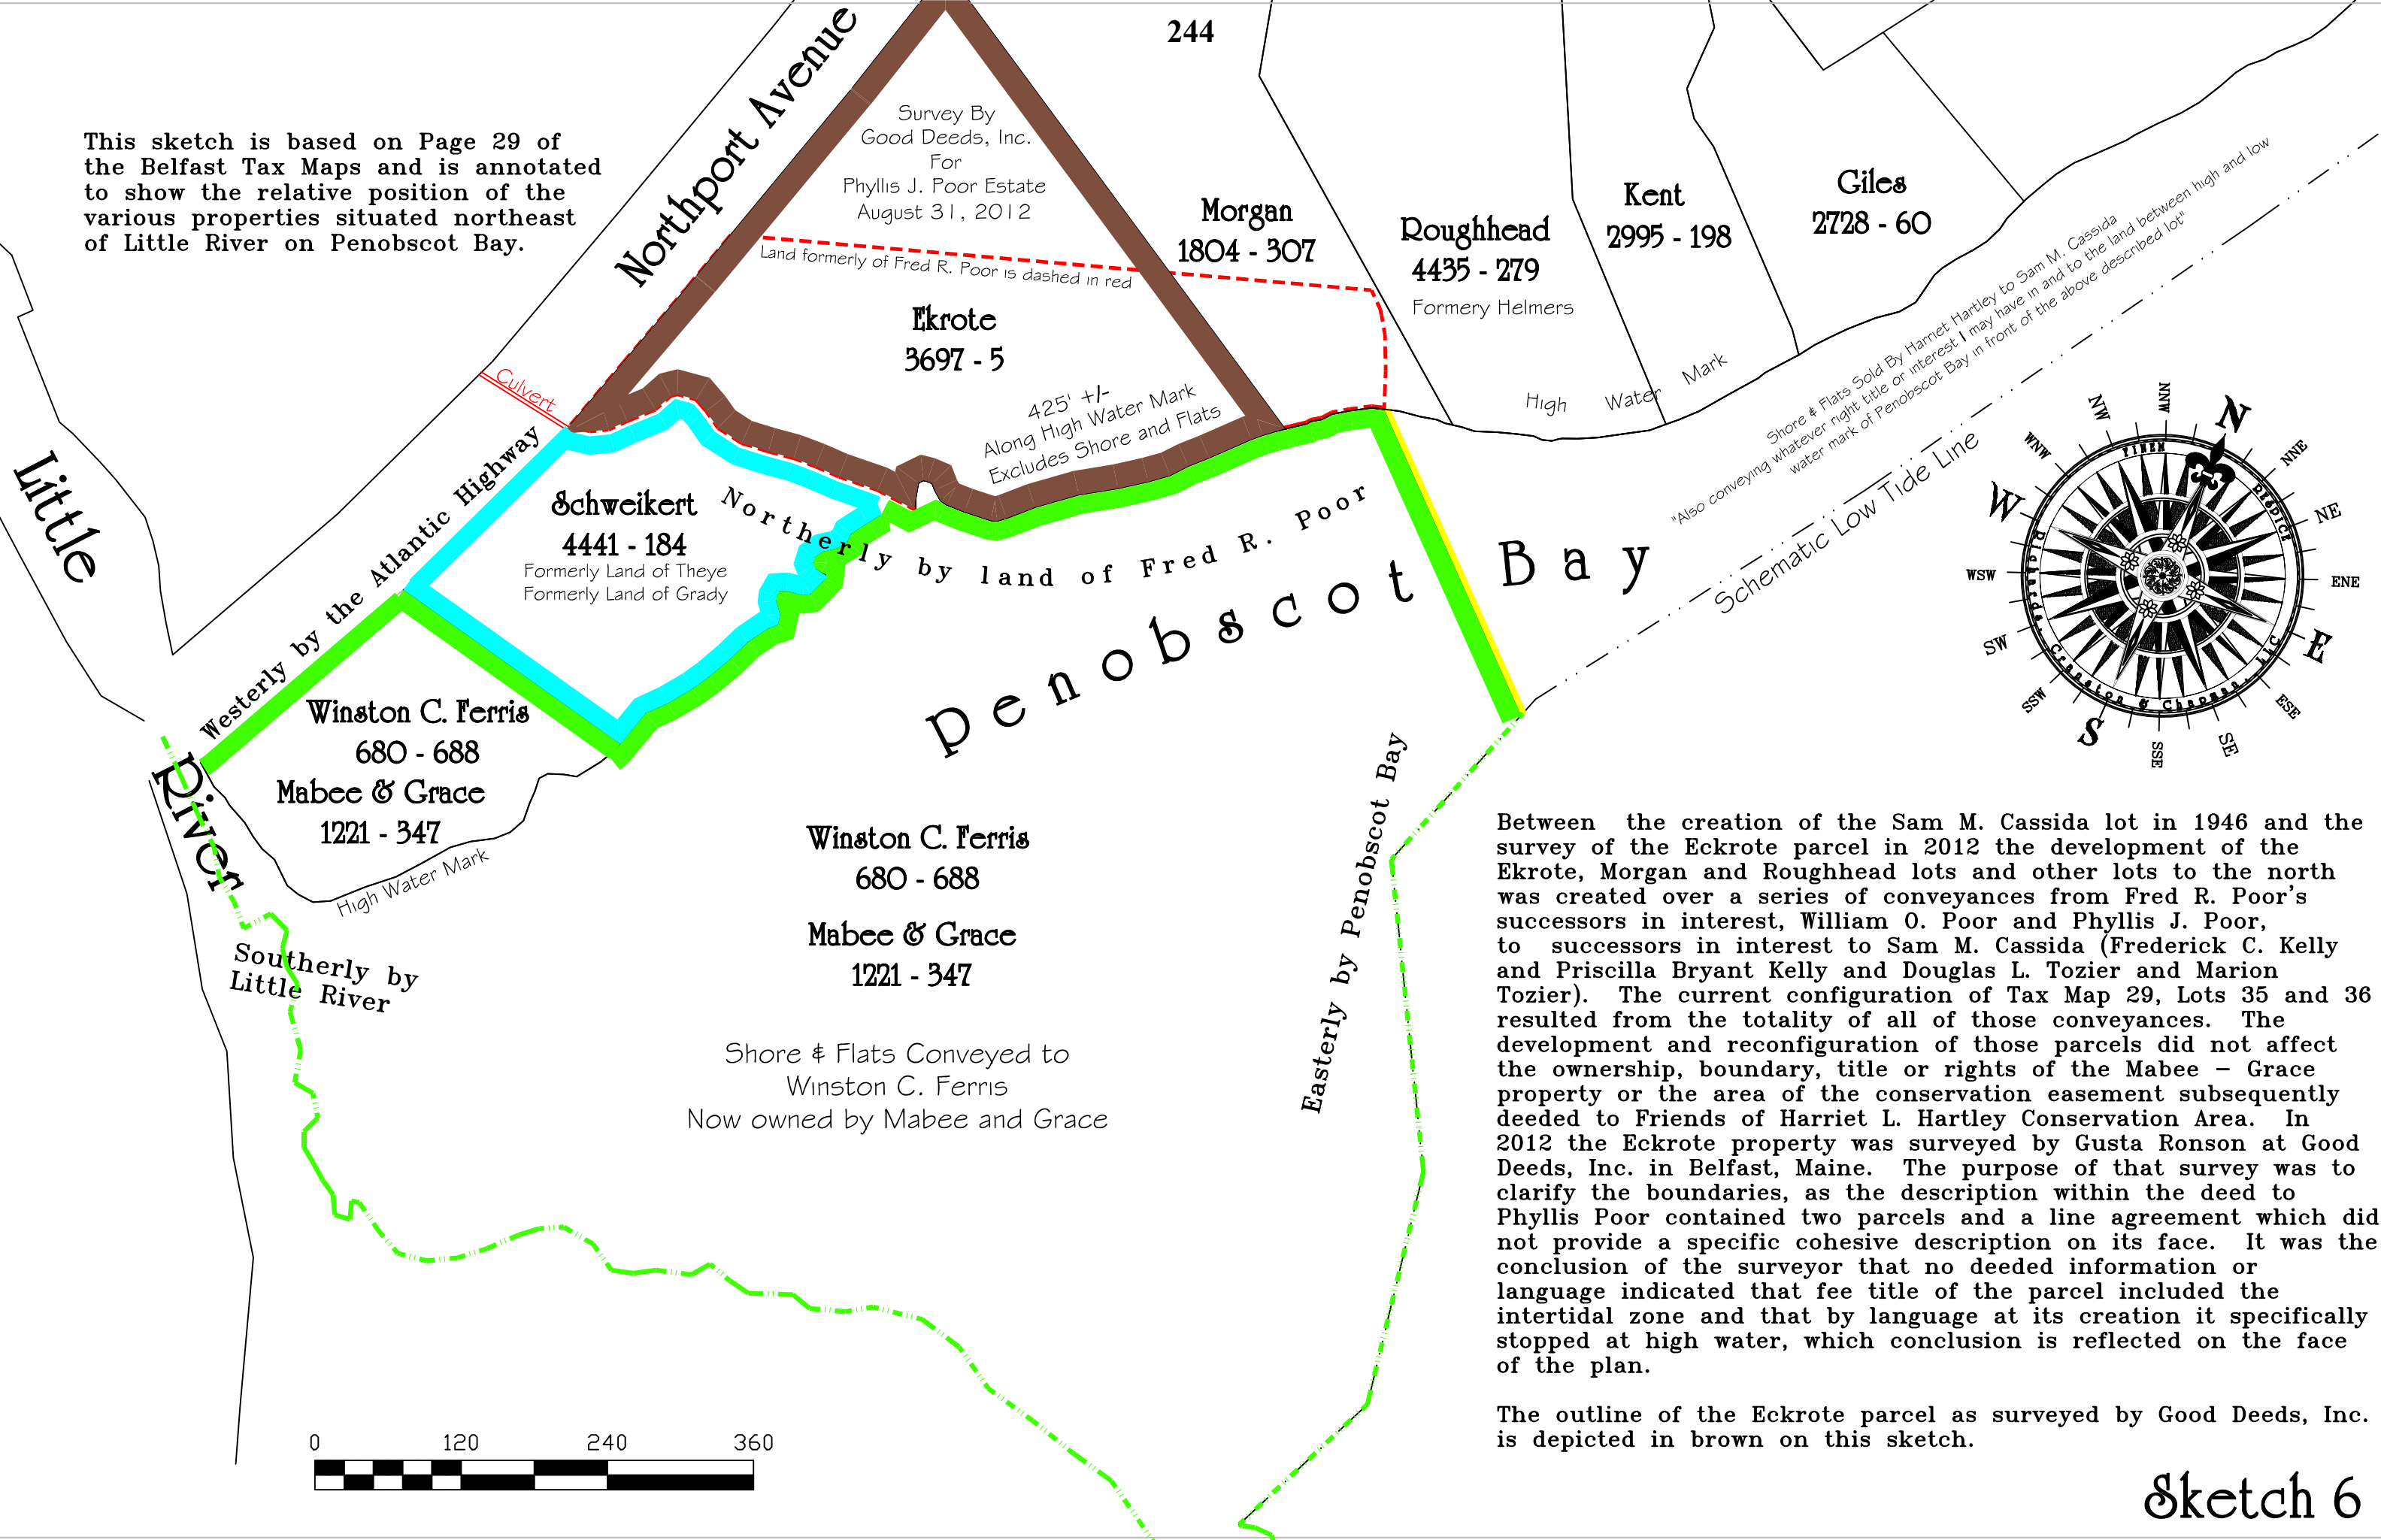 244
This sketch is based on Page 29 of
the Belfast Tax Maps and is annotated
to show the relative position of the
various properties situated northeast
of Little River on Penobscot Bay.
Northport Avenue
Survey By
Good Deeds, Inc.
For
Phyllis J. Poor Estate
August 31, 2012
Land formerly of Fred R. Poor is dashed in red
Ekrote
3697 - 5
425' +/-
Along High Water Mark
Excludes Shore and Flats
Morgan
1804 - 307
Roughhead
4435 - 279
Formery Helmers
Kent
2995 - 198
Giles
2728 - 60
High Water Mark
Shore & Flats Sold By Harriet Hartley to Sam M. Cassida
"Also conveying whatever right title or interest I may have in and to the land between high and low
water mark of Penobscot Bay in front of the above described lot"
Schematic Low Tide Line
Culvert
Little
River
Westerly by the Atlantic Highway
Schweikert
4441 - 184
Formerly Land of Theye
Formerly Land of Grady
Northerly by land of Fred R. Poor
Penobscot Bay
Winston C. Ferris
680 - 688
Mabee & Grace
1221 - 347
High Water Mark
Southerly by
Little River
Winston C. Ferris
680 - 688
Mabee & Grace
1221 - 347
Shore & Flats Conveyed to
Winston C. Ferris
Now owned by Mabee and Grace
Easterly by Penobscot Bay
N
NNE
NE
ENE
E
ESE
SE
SSE
S
SSW
SW
WSW
W
WNW
NW
NNW
FINEM
RESPICE
Richards, Cranston & Chapman, LLC
Between the creation of the Sam M. Cassida lot in 1946 and the
survey of the Eckrote parcel in 2012 the development of the
Ekrote, Morgan and Roughhead lots and other lots to the north
was created over a series of conveyances from Fred R. Poor's
successors in interest, William O. Poor and Phyllis J. Poor,
to successors in interest to Sam M. Cassida (Frederick C. Kelly
and Priscilla Bryant Kelly and Douglas L. Tozier and Marion
Tozier). The current configuration of Tax Map 29, Lots 35 and 36
resulted from the totality of all of those conveyances. The
development and reconfiguration of those parcels did not affect
the ownership, boundary, title or rights of the Mabee - Grace
property or the area of the conservation easement subsequently
deeded to Friends of Harriet L. Hartley Conservation Area. In
2012 the Eckrote property was surveyed by Gusta Ronson at Good
Deeds, Inc. in Belfast, Maine. The purpose of that survey was to
clarify the boundaries, as the description within the deed to
Phyllis Poor contained two parcels and a line agreement which did
not provide a specific cohesive description on its face. It was the
conclusion of the surveyor that no deeded information or
language indicated that fee title of the parcel included the
intertidal zone and that by language at its creation it specifically
stopped at high water, which conclusion is reflected on the face
of the plan.
The outline of the Eckrote parcel as surveyed by Good Deeds, Inc.
is depicted in brown on this sketch.
0 120 240 360
Sketch 6